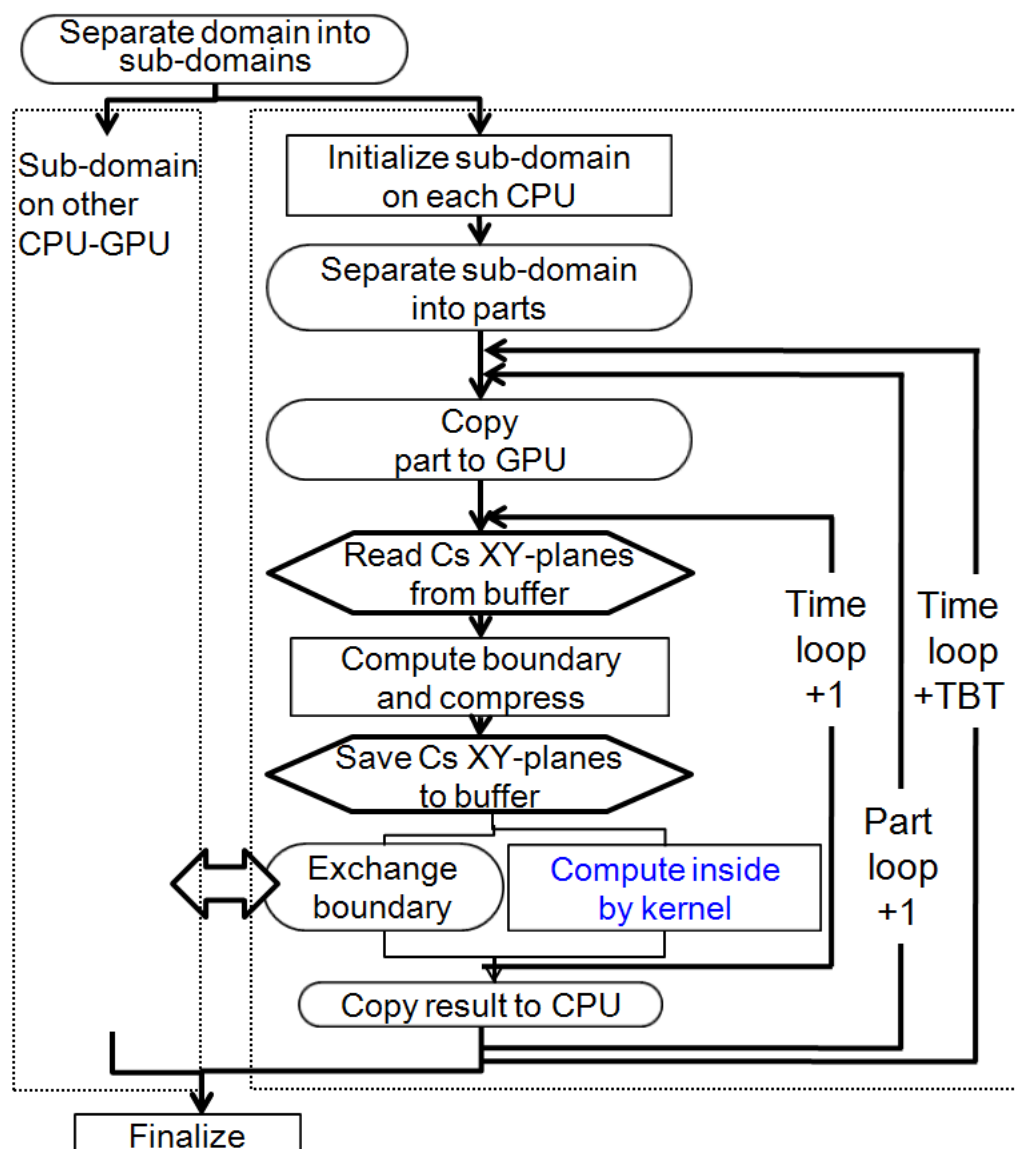 Separate domain into
sub-domains
Sub-domain
on other
CPU-GPU
Initialize sub-domain
on each CPU
Separate sub-domain
into parts
Copy
part to GPU
Read Cs XY-planes
from buffer
Compute boundary
and compress
Save Cs XY-planes
to buffer
Exchange
boundary
Compute inside
by kernel
Copy result to CPU
Time
loop
+1
Part
loop
+1
Time
loop
+TBT
Finalize